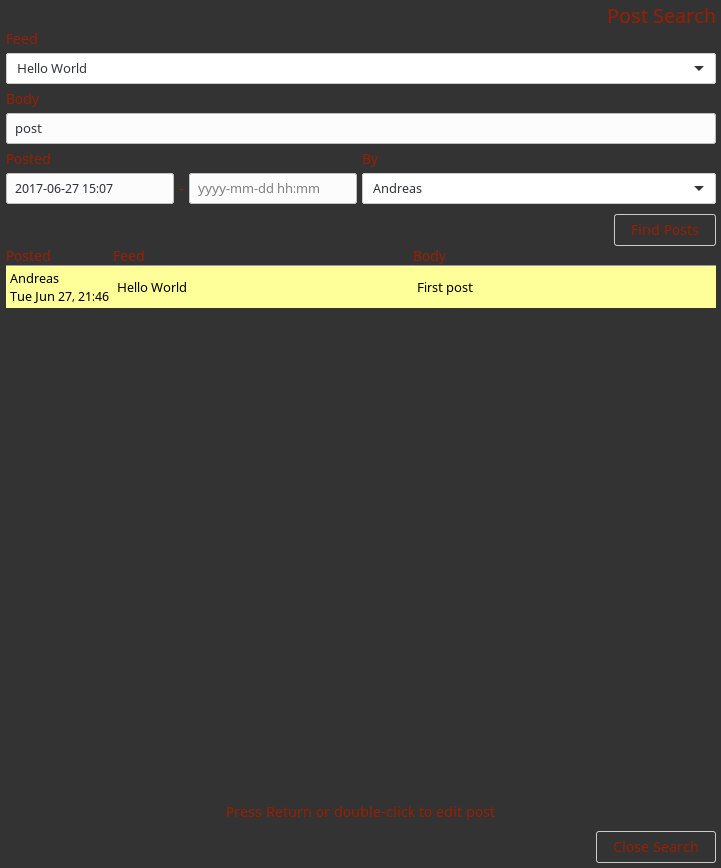 Post Search
Feed
Hello World
Body
post
Posted By
2017-06-27 15:07 - yyyy-mm-dd hh:mm Andreas
Find Posts
Posted Feed Body
Andreas
Tue Jun 27, 21:46 Hello World First post
Press Return or double-click to edit post
Close Search